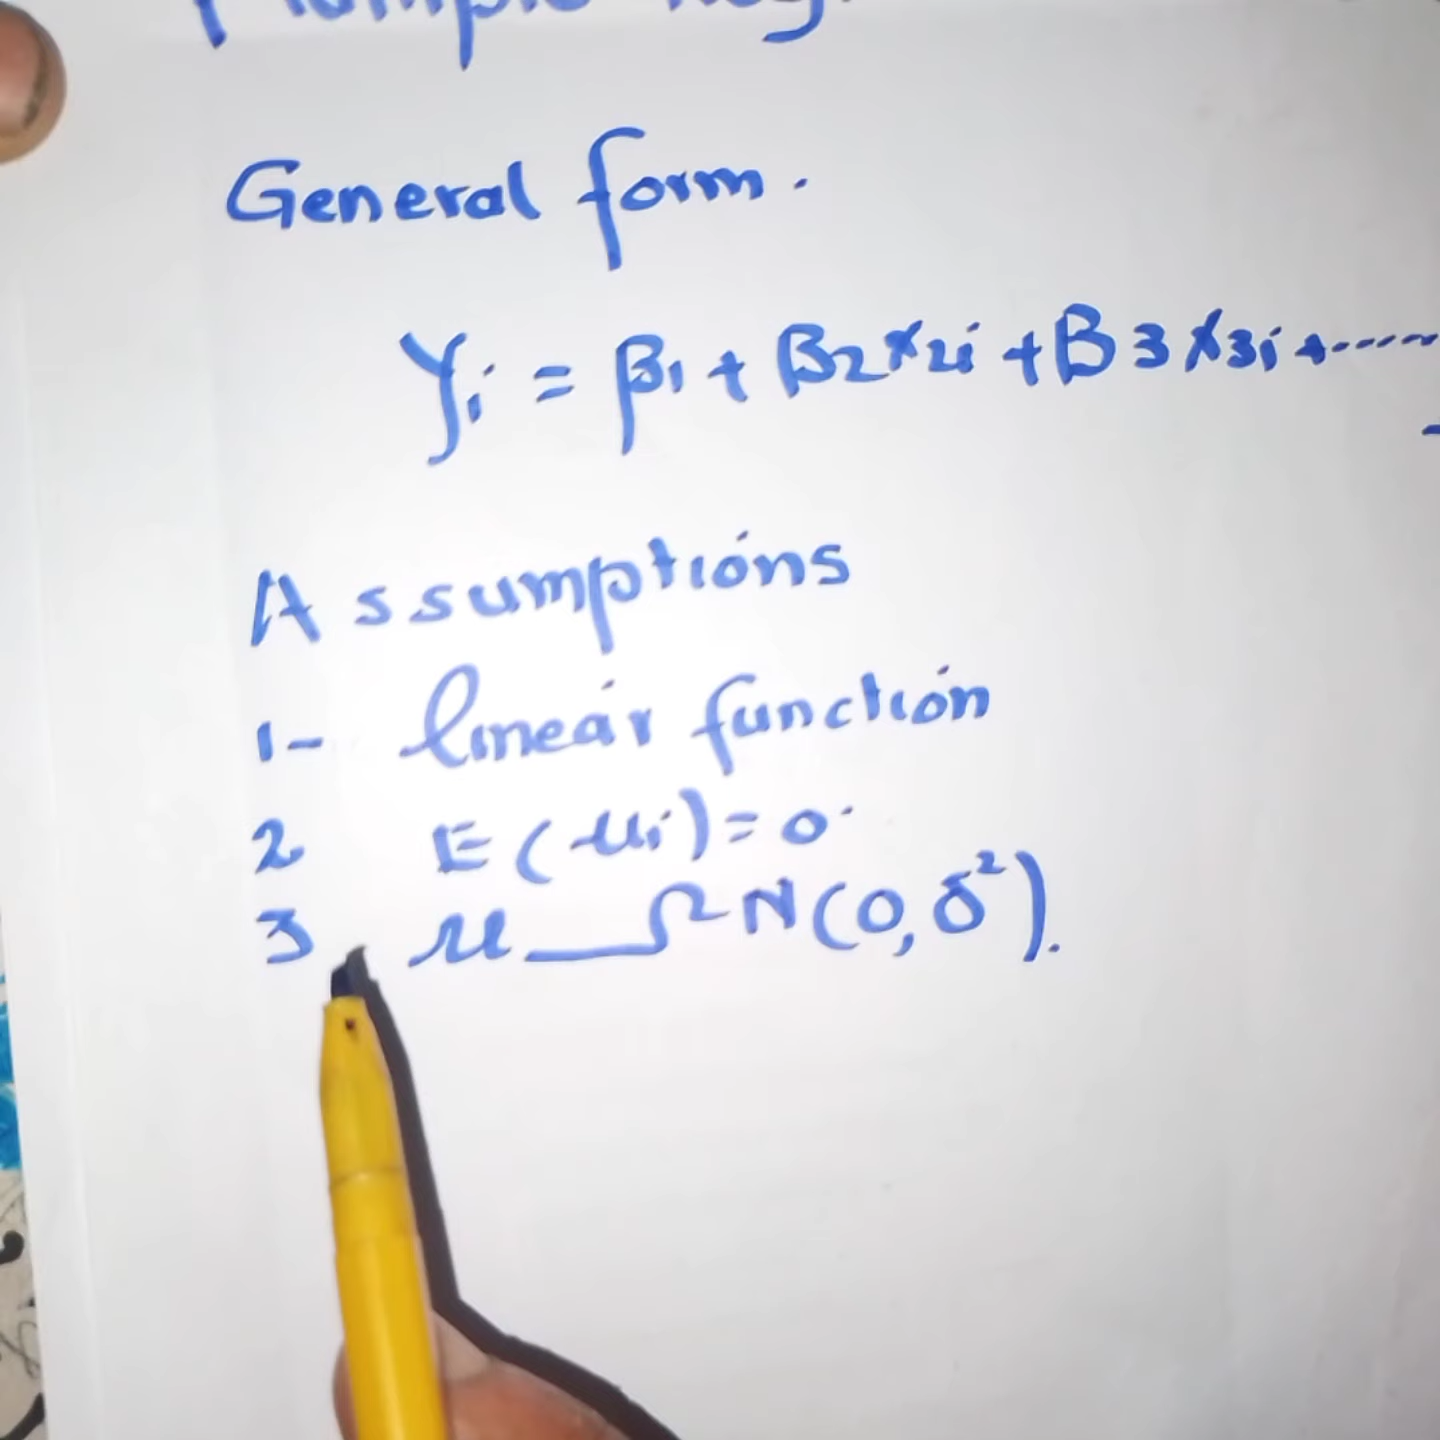 General form.
Yi = β1 + β2x2i + β3x3i + ......
Assumptions
1- linear function
2 E(ui)=0.
3 u ~ N(0,δ²).